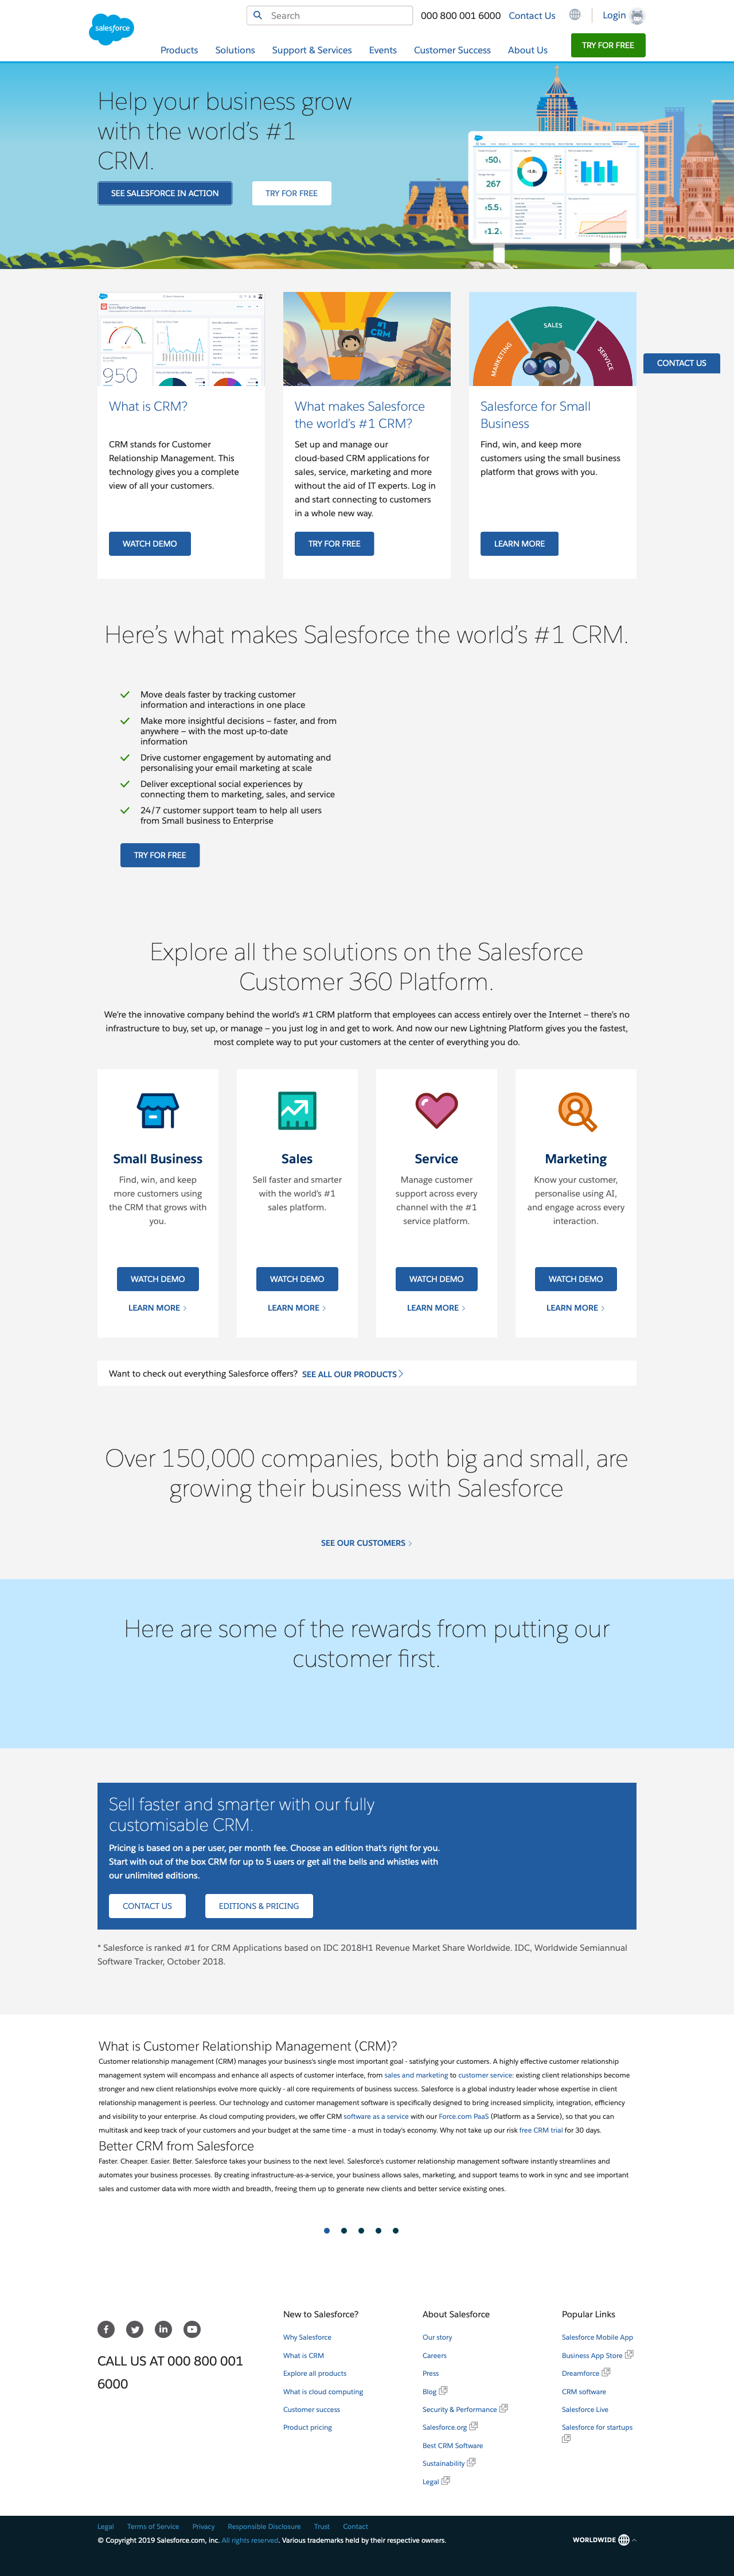 salesforce
Search
000 800 001 6000
Contact Us
Login
Products
Solutions
Support & Services
Events
Customer Success
About Us
TRY FOR FREE
Help your business grow
with the world's #1
CRM.
SEE SALESFORCE IN ACTION
TRY FOR FREE
267
950
#1
CRM
MARKETING
SALES
SERVICE
CONTACT US
What is CRM?
CRM stands for Customer
Relationship Management. This
technology gives you a complete
view of all your customers.
WATCH DEMO
What makes Salesforce
the world's #1 CRM?
Set up and manage our
cloud-based CRM applications for
sales, service, marketing and more
without the aid of IT experts. Log in
and start connecting to customers
in a whole new way.
TRY FOR FREE
Salesforce for Small
Business
Find, win, and keep more
customers using the small business
platform that grows with you.
LEARN MORE
Here's what makes Salesforce the world's #1 CRM.
Move deals faster by tracking customer
information and interactions in one place
Make more insightful decisions – faster, and from
anywhere – with the most up-to-date
information
Drive customer engagement by automating and
personalising your email marketing at scale
Deliver exceptional social experiences by
connecting them to marketing, sales, and service
24/7 customer support team to help all users
from Small business to Enterprise
TRY FOR FREE
Explore all the solutions on the Salesforce
Customer 360 Platform.
We're the innovative company behind the world's #1 CRM platform that employees can access entirely over the Internet – there's no
infrastructure to buy, set up, or manage – you just log in and get to work. And now our new Lightning Platform gives you the fastest,
most complete way to put your customers at the center of everything you do.
Small Business
Find, win, and keep
more customers using
the CRM that grows with
you.
WATCH DEMO
LEARN MORE
Sales
Sell faster and smarter
with the world's #1
sales platform.
WATCH DEMO
LEARN MORE
Service
Manage customer
support across every
channel with the #1
service platform.
WATCH DEMO
LEARN MORE
Marketing
Know your customer,
personalise using AI,
and engage across every
interaction.
WATCH DEMO
LEARN MORE
Want to check out everything Salesforce offers? SEE ALL OUR PRODUCTS
Over 150,000 companies, both big and small, are
growing their business with Salesforce
SEE OUR CUSTOMERS
Here are some of the rewards from putting our
customer first.
Sell faster and smarter with our fully
customisable CRM.
Pricing is based on a per user, per month fee. Choose an edition that's right for you.
Start with out of the box CRM for up to 5 users or get all the bells and whistles with
our unlimited editions.
CONTACT US
EDITIONS & PRICING
* Salesforce is ranked #1 for CRM Applications based on IDC 2018H1 Revenue Market Share Worldwide. IDC, Worldwide Semiannual
Software Tracker, October 2018.
What is Customer Relationship Management (CRM)?
Customer relationship management (CRM) manages your business's single most important goal - satisfying your customers. A highly effective customer relationship
management system will encompass and enhance all aspects of customer interface, from sales and marketing to customer service: existing client relationships become
stronger and new client relationships evolve more quickly - all core requirements of business success. Salesforce is a global industry leader whose expertise in client
relationship management is peerless. Our technology and customer management software is specifically designed to bring increased simplicity, integration, efficiency
and visibility to your enterprise. As cloud computing providers, we offer CRM software as a service with our Force.com PaaS (Platform as a Service), so that you can
multitask and keep track of your customers and your budget at the same time - a must in today's economy. Why not take up our risk free CRM trial for 30 days.
Better CRM from Salesforce
Faster. Cheaper. Easier. Better. Salesforce takes your business to the next level. Salesforce's customer relationship management software instantly streamlines and
automates your business processes. By creating infrastructure-as-a-service, your business allows sales, marketing, and support teams to work in sync and see important
sales and customer data with more width and breadth, freeing them up to generate new clients and better service existing ones.
CALL US AT 000 800 001
6000
New to Salesforce?
Why Salesforce
What is CRM
Explore all products
What is cloud computing
Customer success
Product pricing
About Salesforce
Our story
Careers
Press
Blog
Security & Performance
Salesforce.org
Best CRM Software
Sustainability
Legal
Popular Links
Salesforce Mobile App
Business App Store
Dreamforce
CRM software
Salesforce Live
Salesforce for startups
Legal
Terms of Service
Privacy
Responsible Disclosure
Trust
Contact
© Copyright 2019 Salesforce.com, inc. All rights reserved. Various trademarks held by their respective owners.
WORLDWIDE